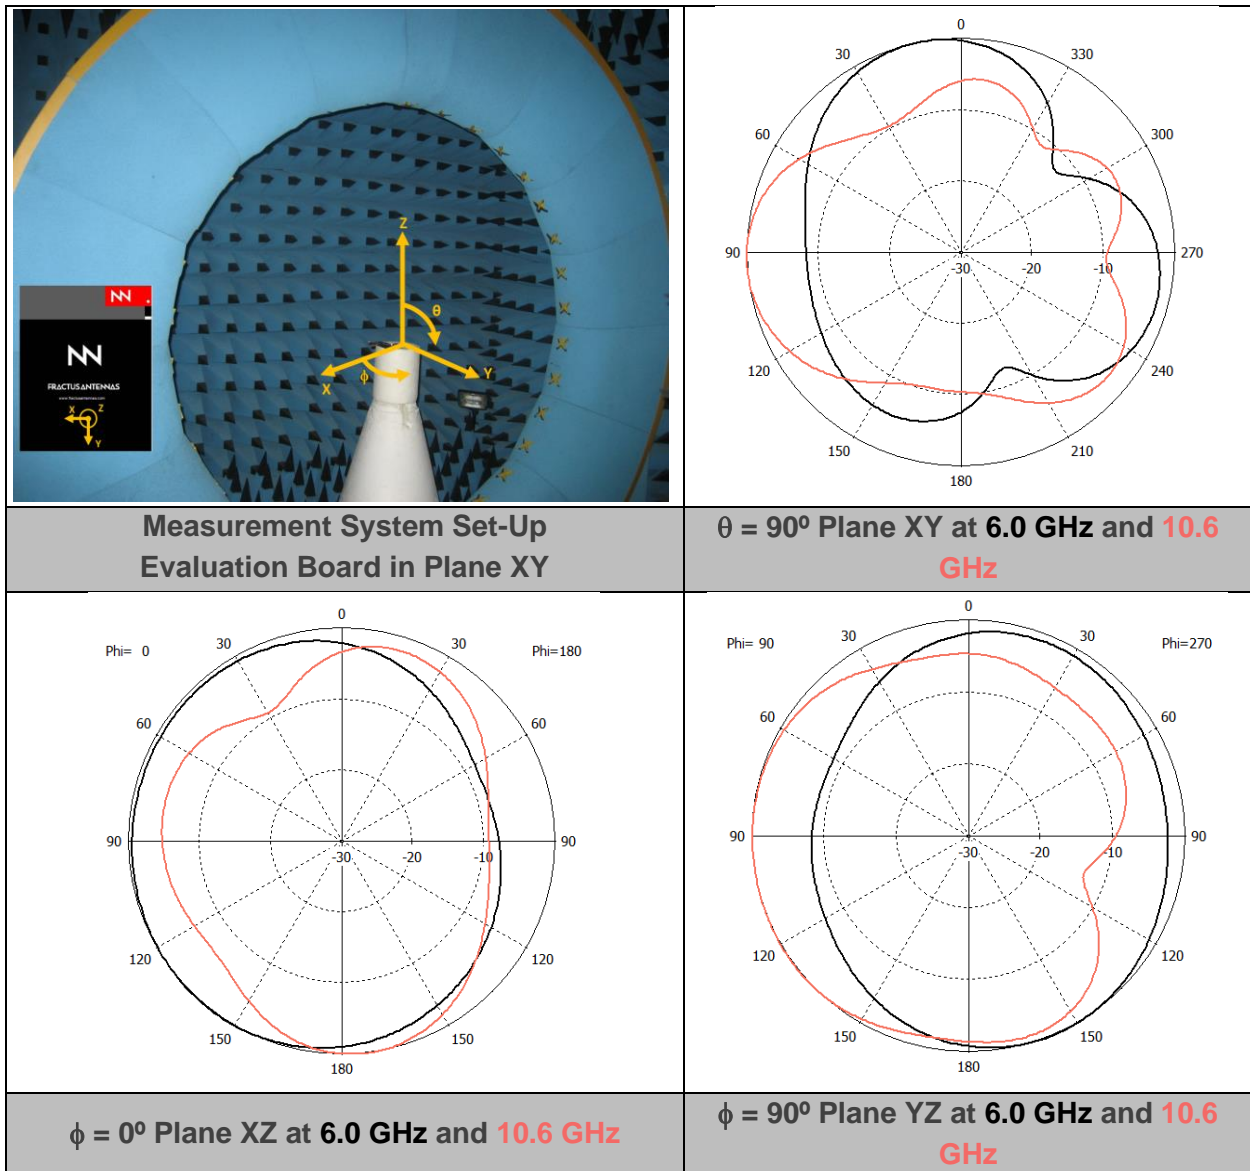 Z
θ
X
ϕ
Y
FRACTUS ANTENNAS
www.fractusantennas.com
X
Z
Y
0
30
330
60
300
90
-30
-20
-10
270
120
240
150
210
180
Measurement System Set-Up
Evaluation Board in Plane XY
θ = 90º Plane XY at 6.0 GHz and 10.6
GHz
0
30
30
Phi= 0
Phi=180
60
60
90
-30
-20
-10
90
120
120
150
150
180
0
30
30
Phi= 90
Phi=270
60
60
90
-30
-20
-10
90
120
120
150
150
180
ϕ = 0º Plane XZ at 6.0 GHz and 10.6 GHz
ϕ = 90º Plane YZ at 6.0 GHz and 10.6
GHz